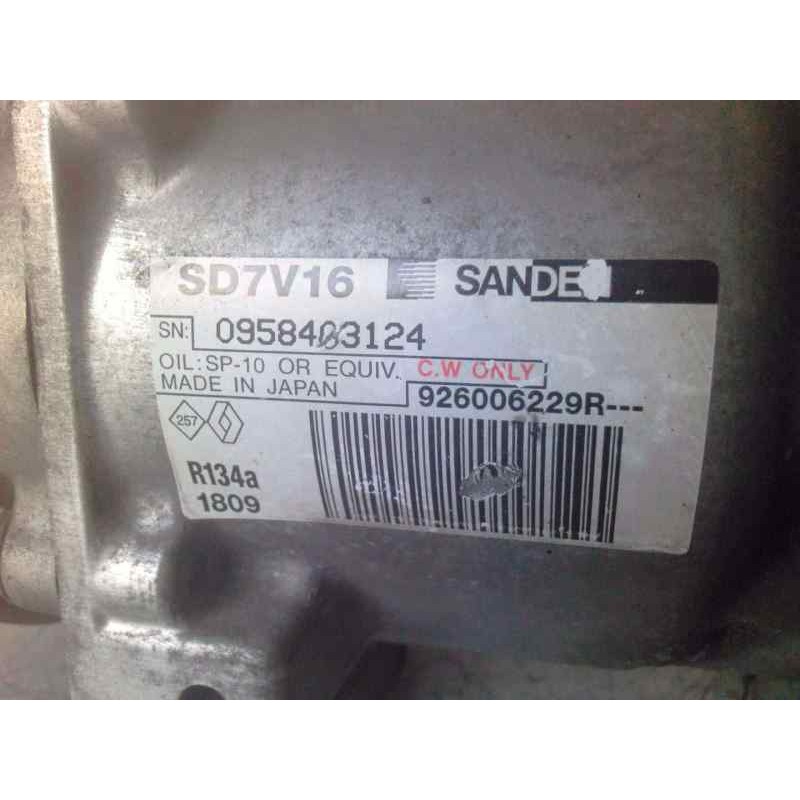 SD7V16 SANDE
SN: 0958403124
OIL: SP-10 OR EQUIV. C.W ONLY
MADE IN JAPAN 926006229R---
257
R134a
1809